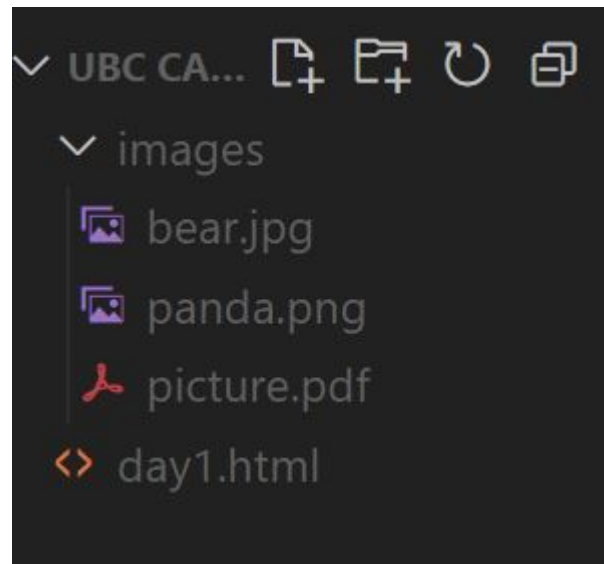 UBC CA...
images
bear.jpg
panda.png
picture.pdf
day1.html